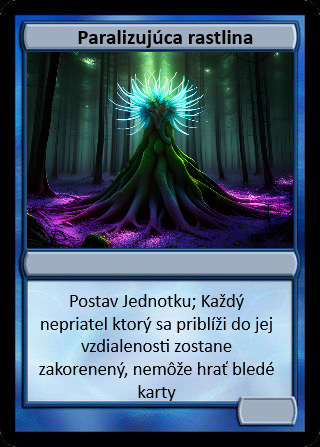 Paralizujúca rastlina
Postav Jednotku; Každý
nepriatel ktorý sa priblíži do jej
vzdialenosti zostane
zakorenený, nemôže hrať bledé
karty